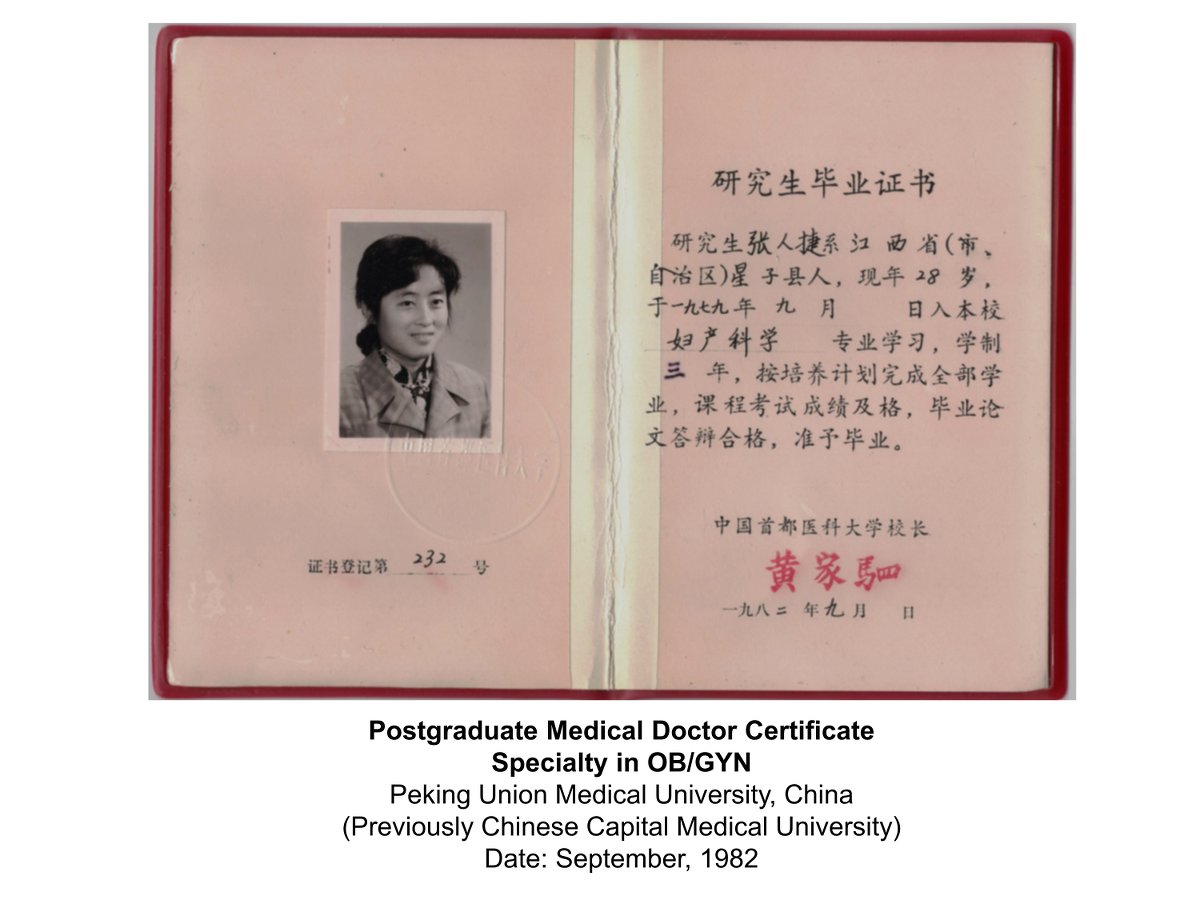 证书登记第 232 号
研究生毕业证书
研究生张人捷系江西省(市、
自治区)星子县人，现年28岁，
于一九七九年九月 日入本校
妇产科学 专业学习，学制
三 年，按培养计划完成全部学
业，课程考试成绩及格，毕业论
文答辩合格，准予毕业。
中国首都医科大学校长
黄家驷
一九八二年九月 日
Postgraduate Medical Doctor Certificate
Specialty in OB/GYN
Peking Union Medical University, China
(Previously Chinese Capital Medical University)
Date: September, 1982